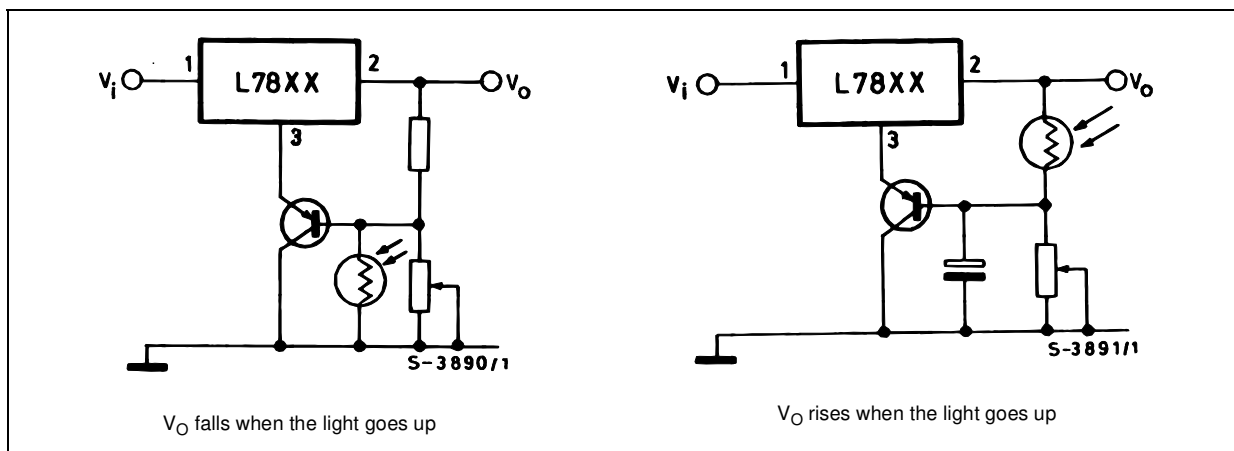 1
L78XX
2
Vi
VO
3
S-3890/1
VO falls when the light goes up
1
L78XX
2
Vi
VO
3
S-3891/1
VO rises when the light goes up